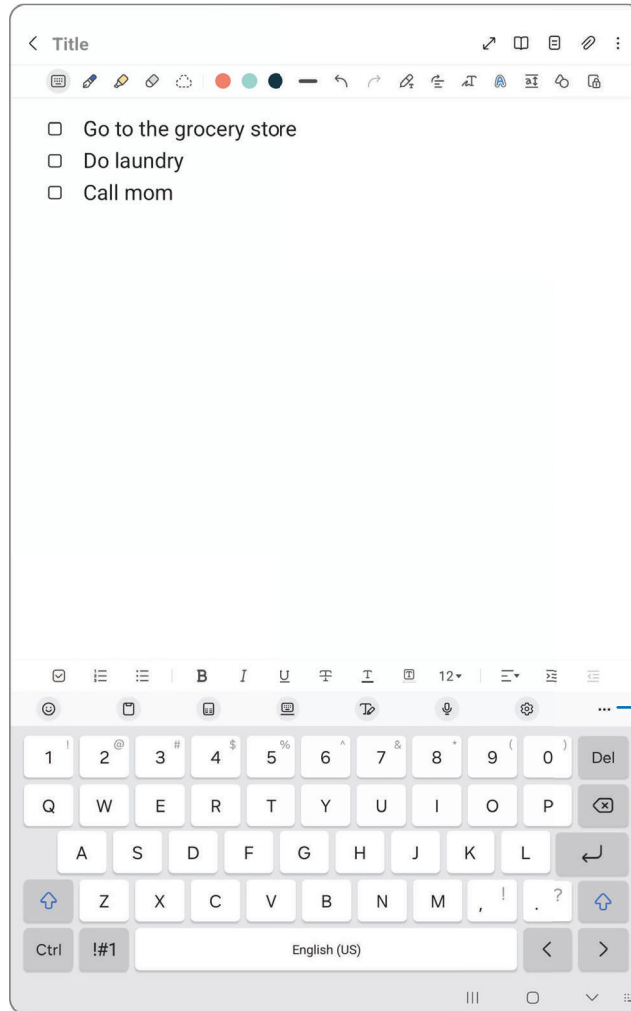 Title
Go to the grocery store
Do laundry
Call mom
B I U T T T 12
1 ! 2 @ 3 # 4 $ 5 % 6 ^ 7 & 8 * 9 ( 0 ) Del
Q W E R T Y U I O P
A S D F G H J K L
Z X C V B N M , ! . ?
Ctrl !#1 English (US) < >